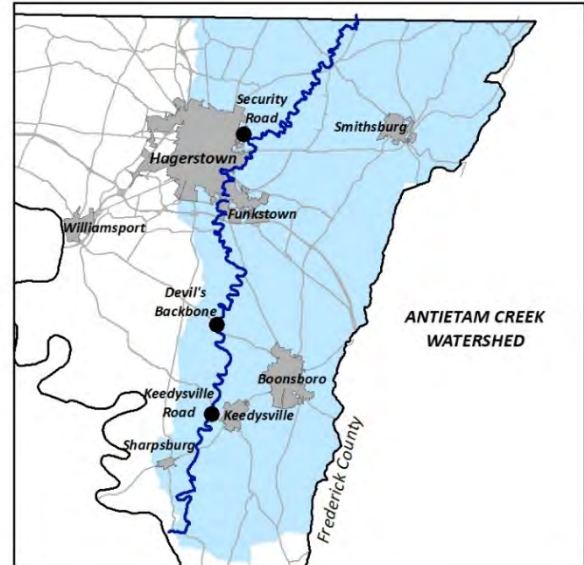 Security
Road
Smithsburg
Hagerstown
Funkstown
Williamsport
Devil's
Backbone
ANTIETAM CREEK
WATERSHED
Boonsboro
Keedysville
Road
Keedysville
Sharpsburg
Frederick County